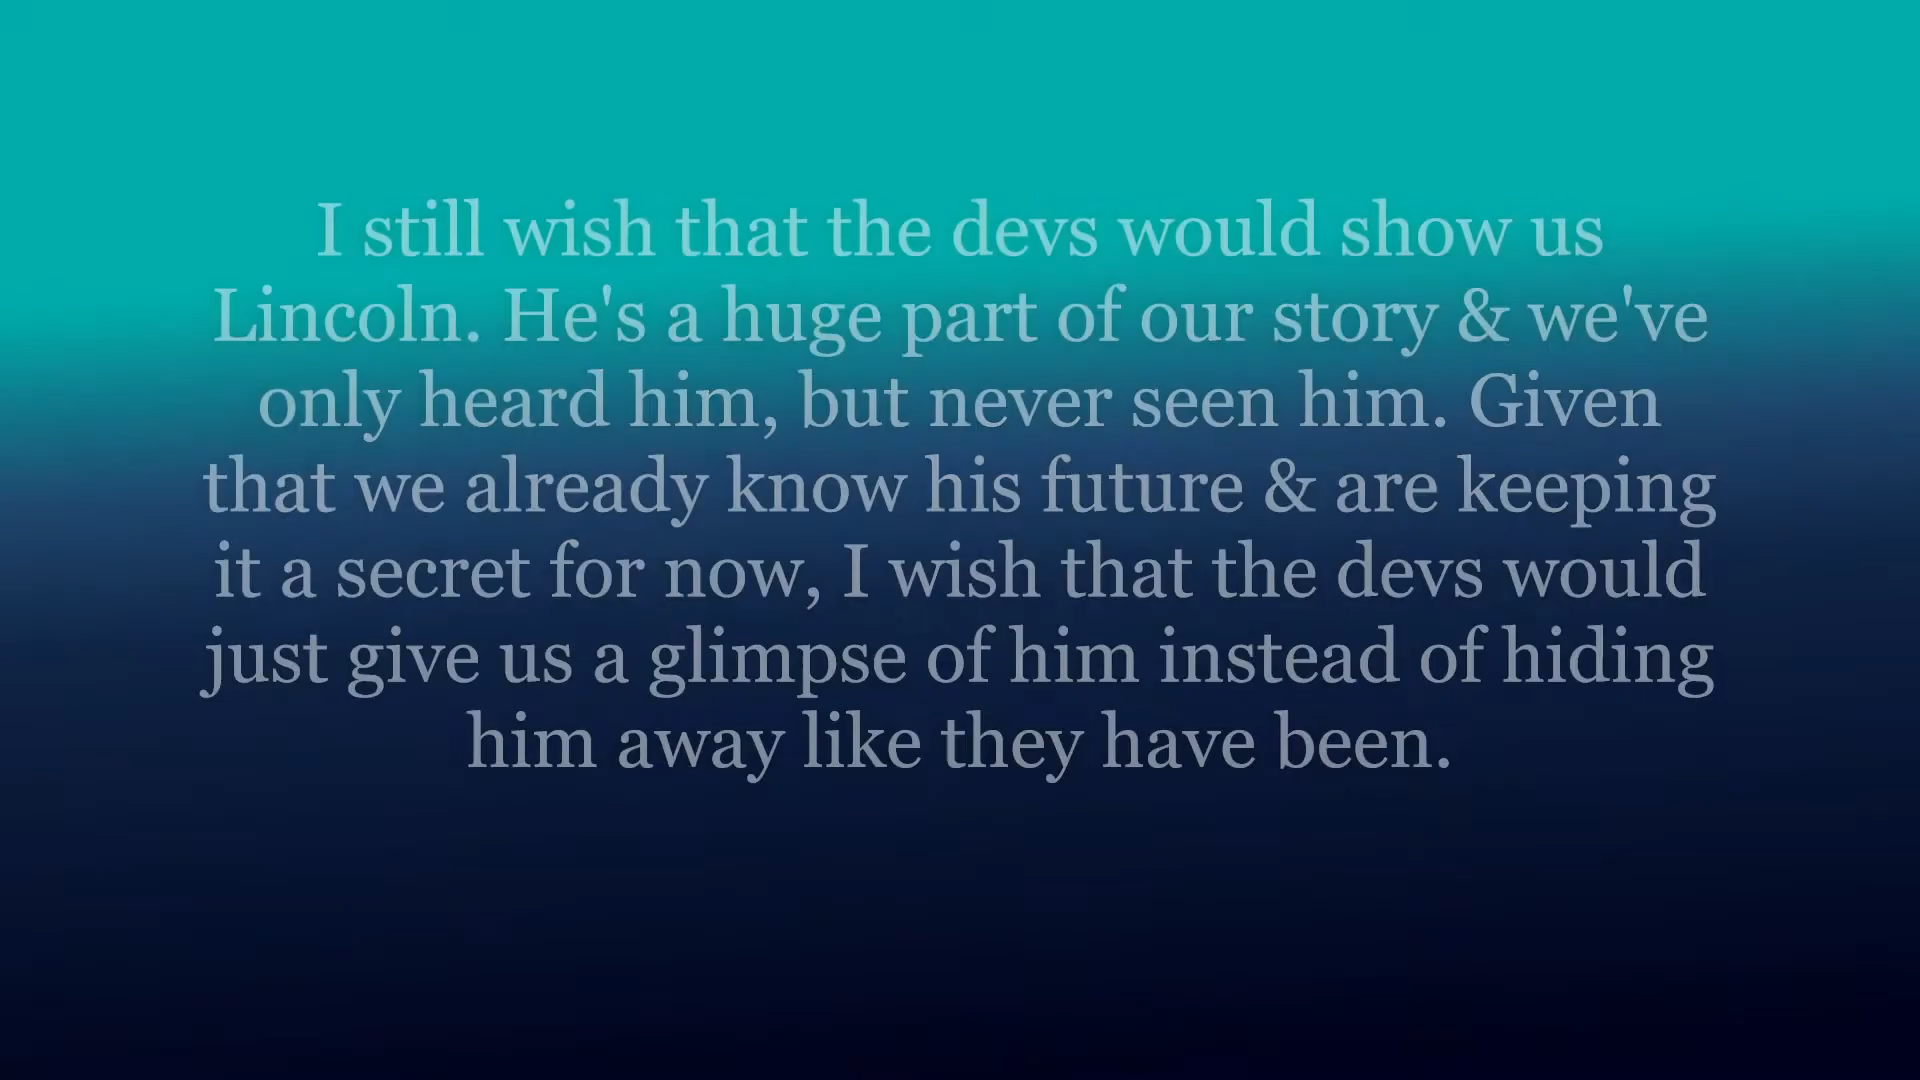 I still wish that the devs would show us
Lincoln. He's a huge part of our story & we've
only heard him, but never seen him. Given
that we already know his future & are keeping
it a secret for now, I wish that the devs would
just give us a glimpse of him instead of hiding
him away like they have been.